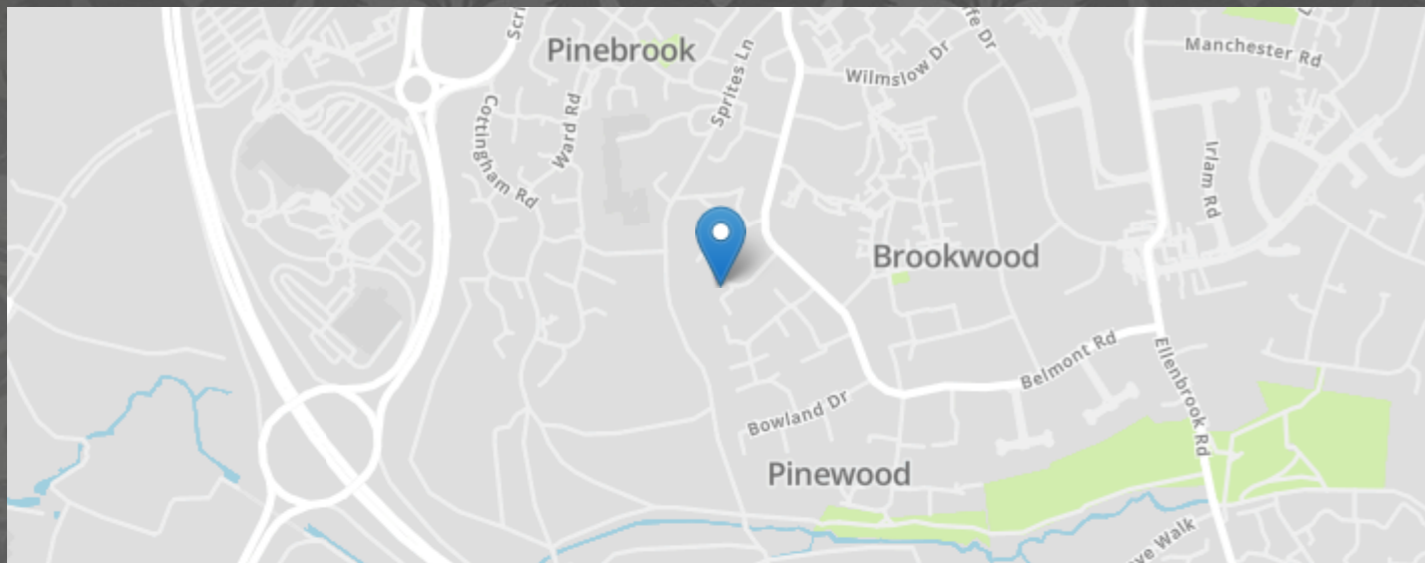 Pinebrook
Sprites Ln
Wilmslow Dr
Manchester Rd
Cottingham Rd
Ward Rd
Irlam Rd
Brookwood
Belmont Rd
Ellenbrook Rd
Bowland Dr
Pinewood
Walk